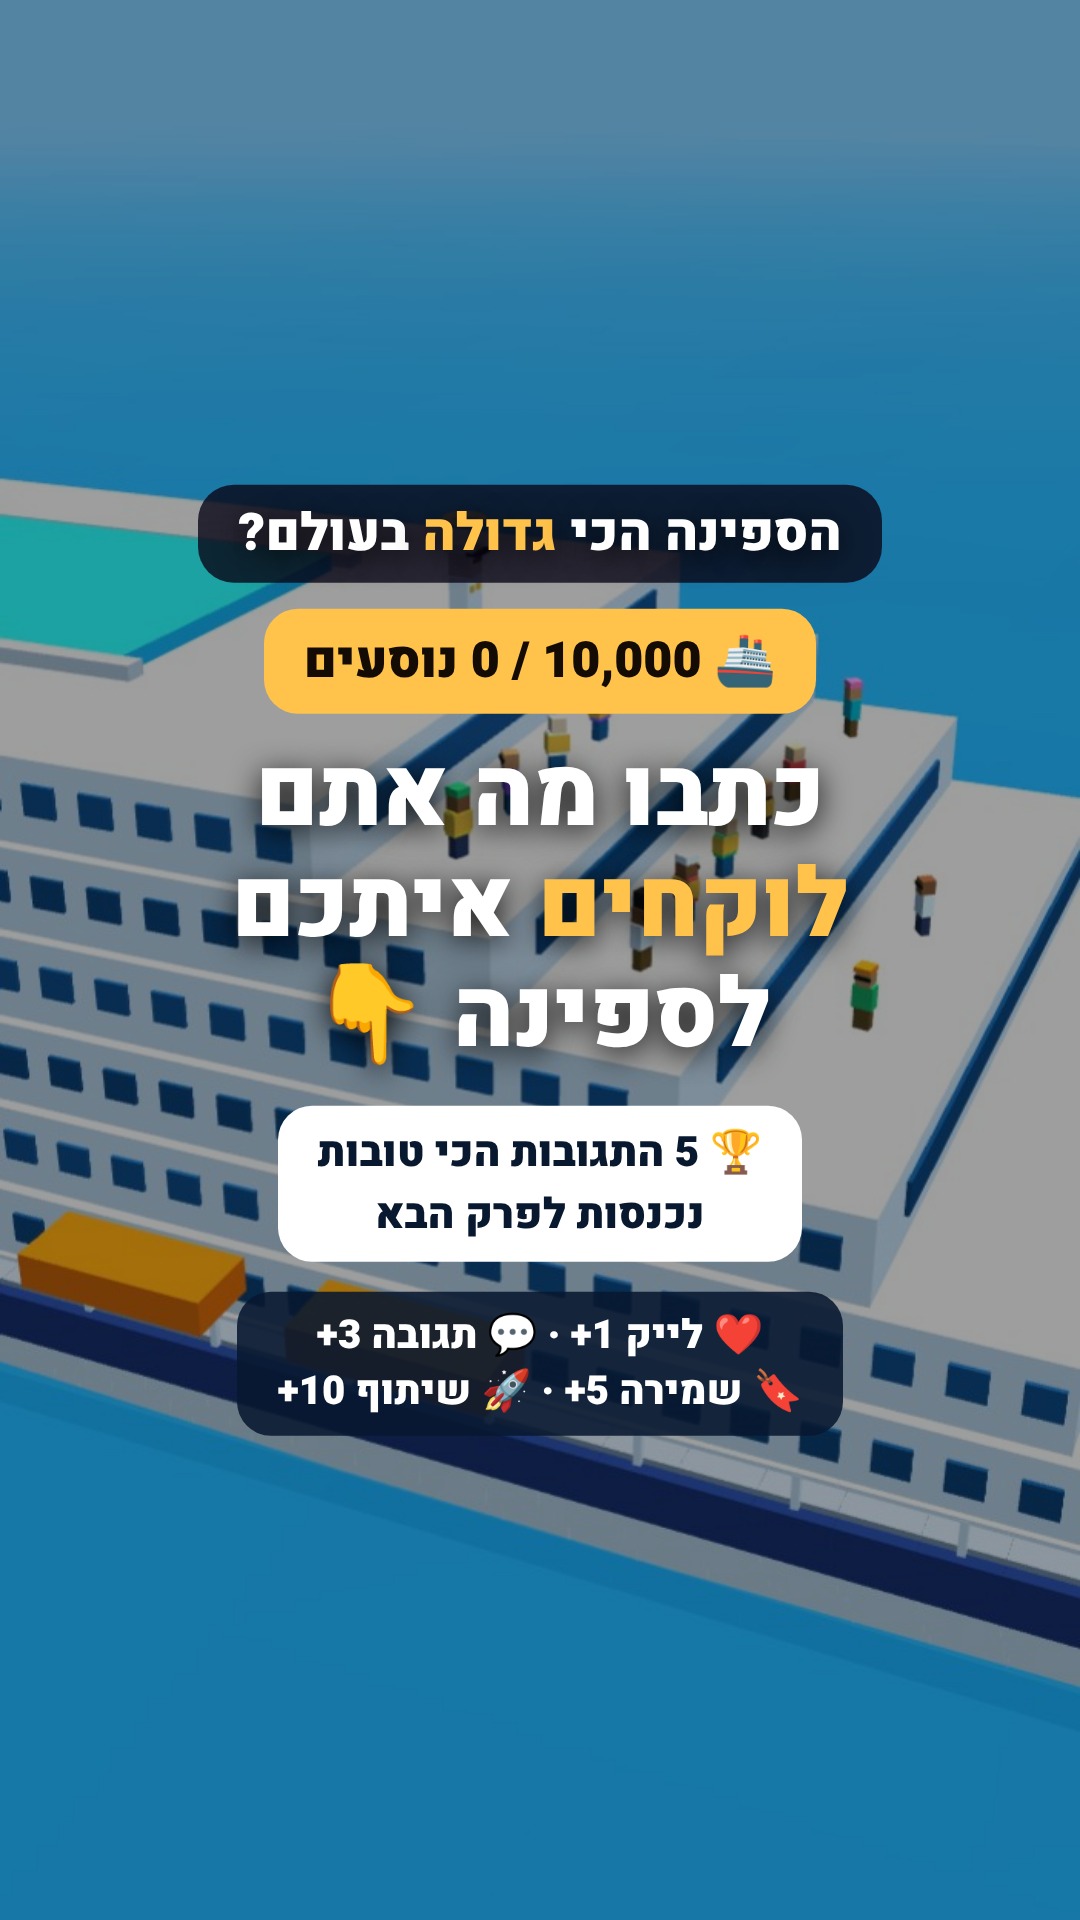 הספינה הכי גדולה בעולם?
🚢 0 / 10,000 נוסעים
כתבו מה אתם
לוקחים איתכם
לספינה 👇
🏆 5 התגובות הכי טובות
נכנסות לפרק הבא
❤️ לייק 1+ · 💬 תגובה 3+
🔖 שמירה 5+ · 🚀 שיתוף 10+